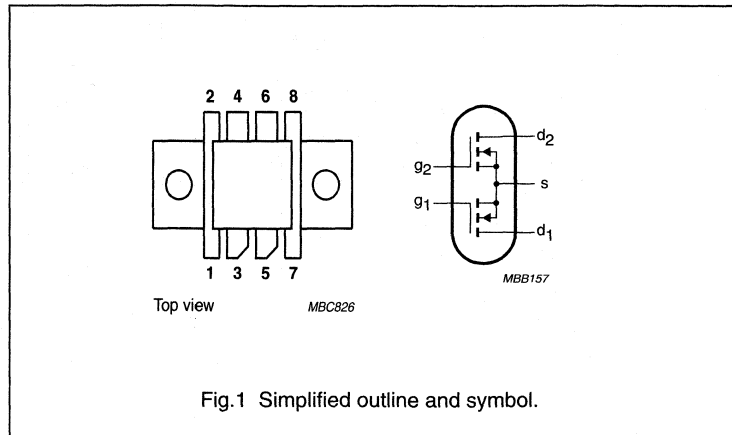 2 4 6 8
1 3 5 7
Top view MBC826
d2
g2
s
g1
d1
MBB157
Fig.1 Simplified outline and symbol.